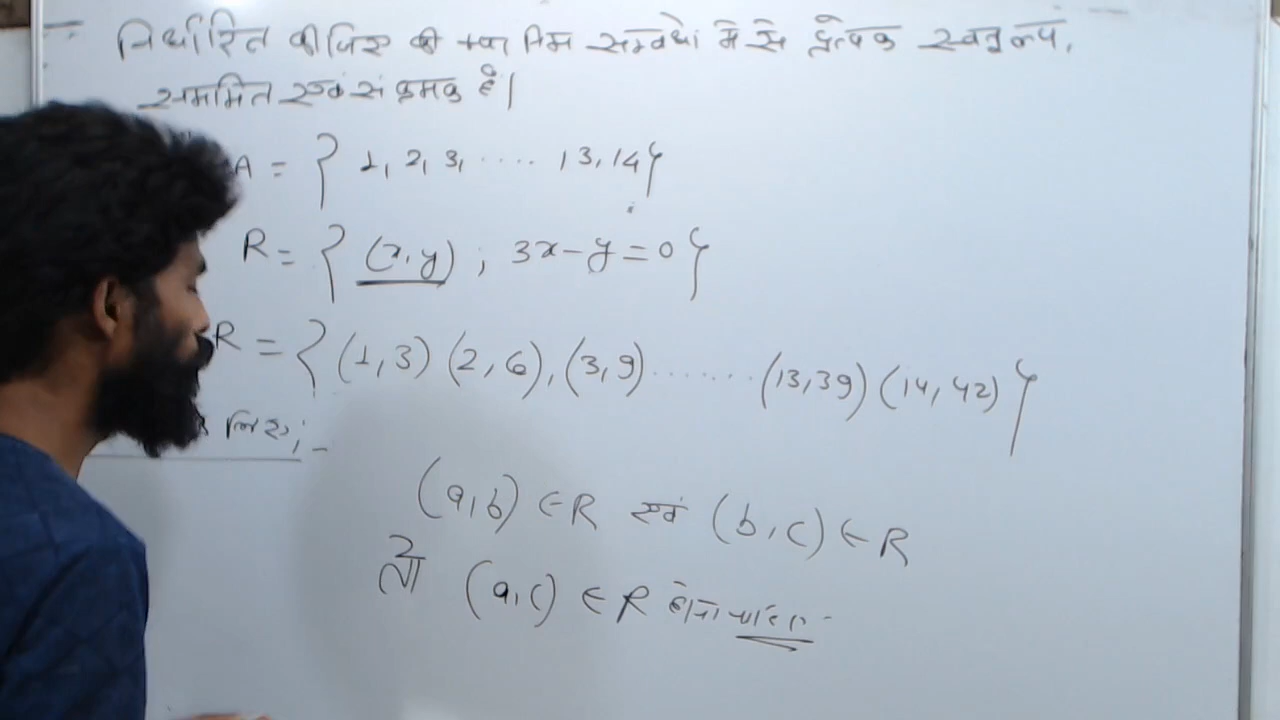 निर्धारित कीजिए की क्या निम्न सम्बंधो में से प्रत्येक स्वतुल्य,
सममित एवं संक्रमक है।
A = { 1, 2, 3, ..... 13, 14}
R = { (x, y) ; 3x - y = 0 }
R = { (1, 3) (2, 6), (3, 9) ....... (13, 39) (14, 42) }
लिए ; -
(a, b) ∈ R एवं (b, c) ∈ R
तो (a, c) ∈ R होना चाहिए